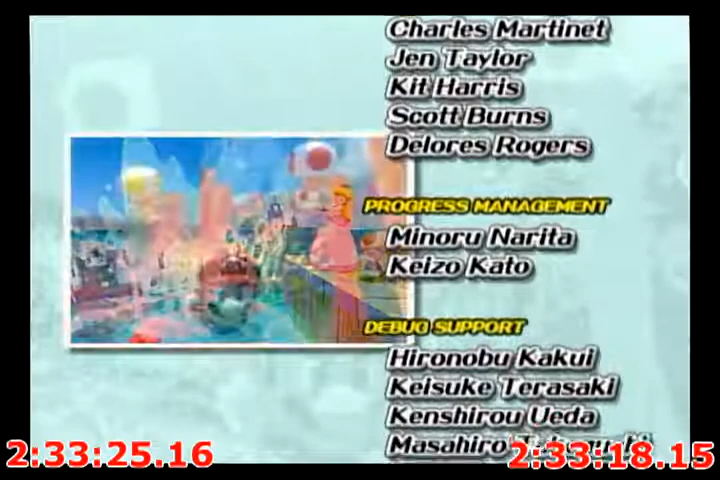 Charles Martinet
Jen Taylor
Kit Harris
Scott Burns
Delores Rogers
PROGRESS MANAGEMENT
Minoru Narita
Keizo Kato
DEBUG SUPPORT
Hironobu Kakui
Keisuke Terasaki
Kenshirou Ueda
Masahiro
2:33:25.16
2:33:18.15